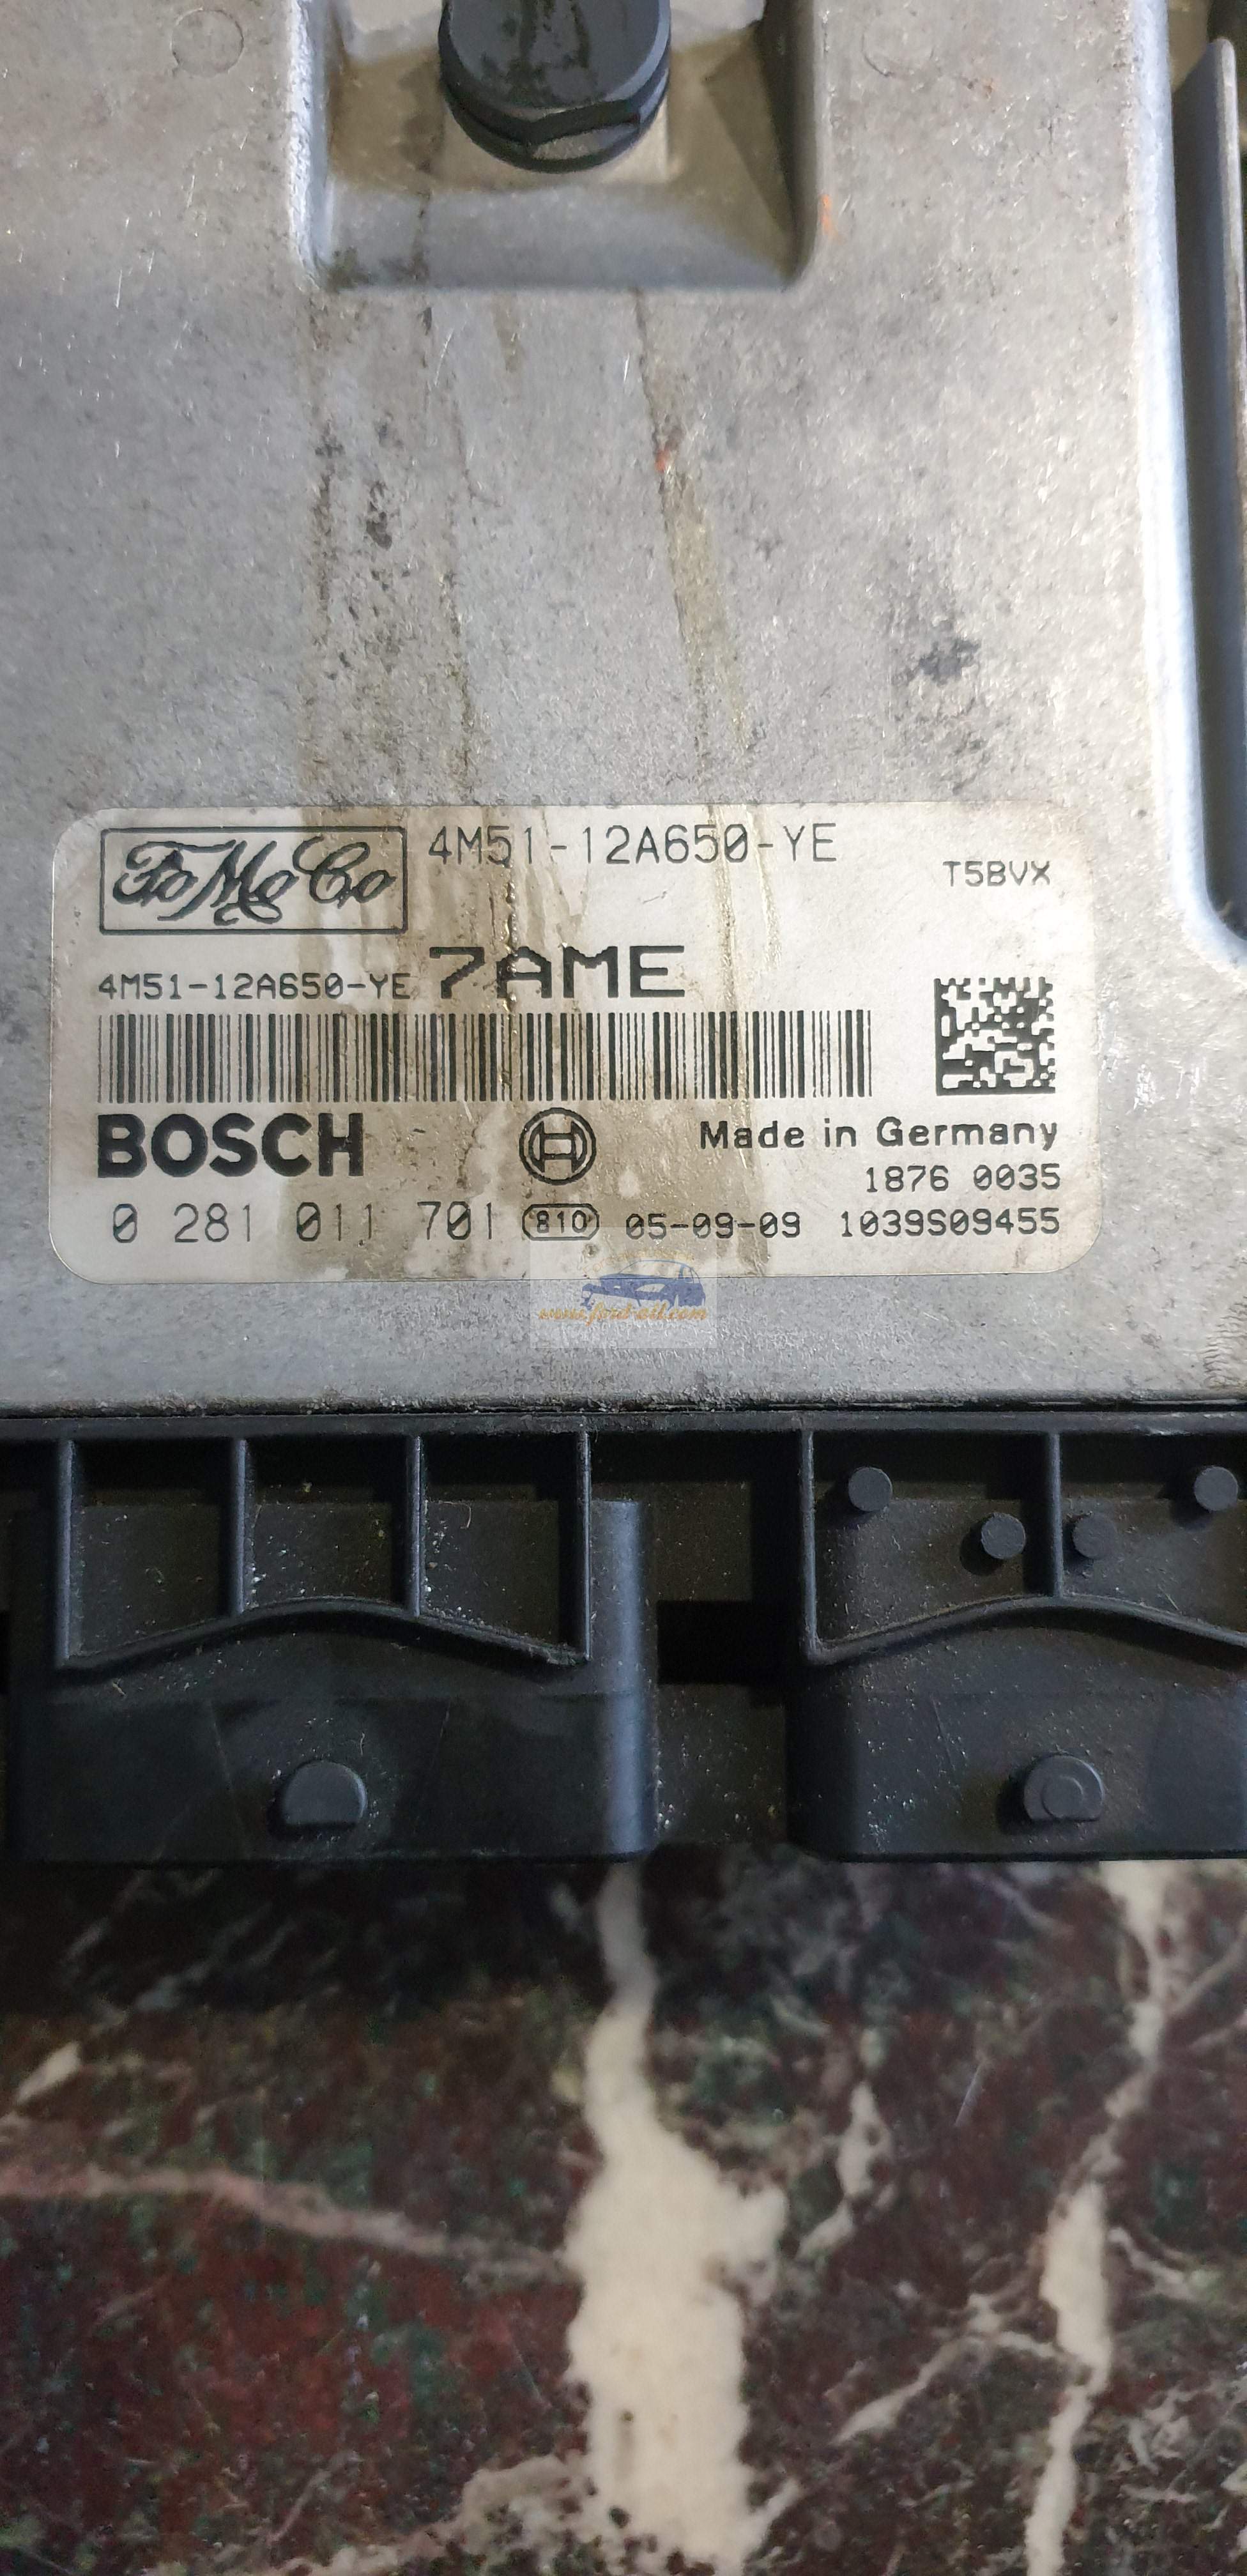 FoMoCo 4M51-12A650-YE
T5BVX
4M51-12A650-YE 7AME
BOSCH
Made in Germany
1876 0035
0 281 011 701 810 05-09-09 1039S09455